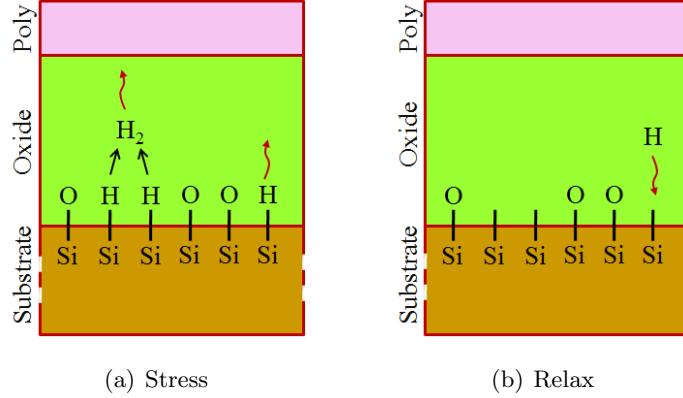 Poly
Oxide
Substrate
H₂
O H H O O H
Si Si Si Si Si Si
(a) Stress
Poly
Oxide
Substrate
H
O O O
Si Si Si Si Si Si
(b) Relax